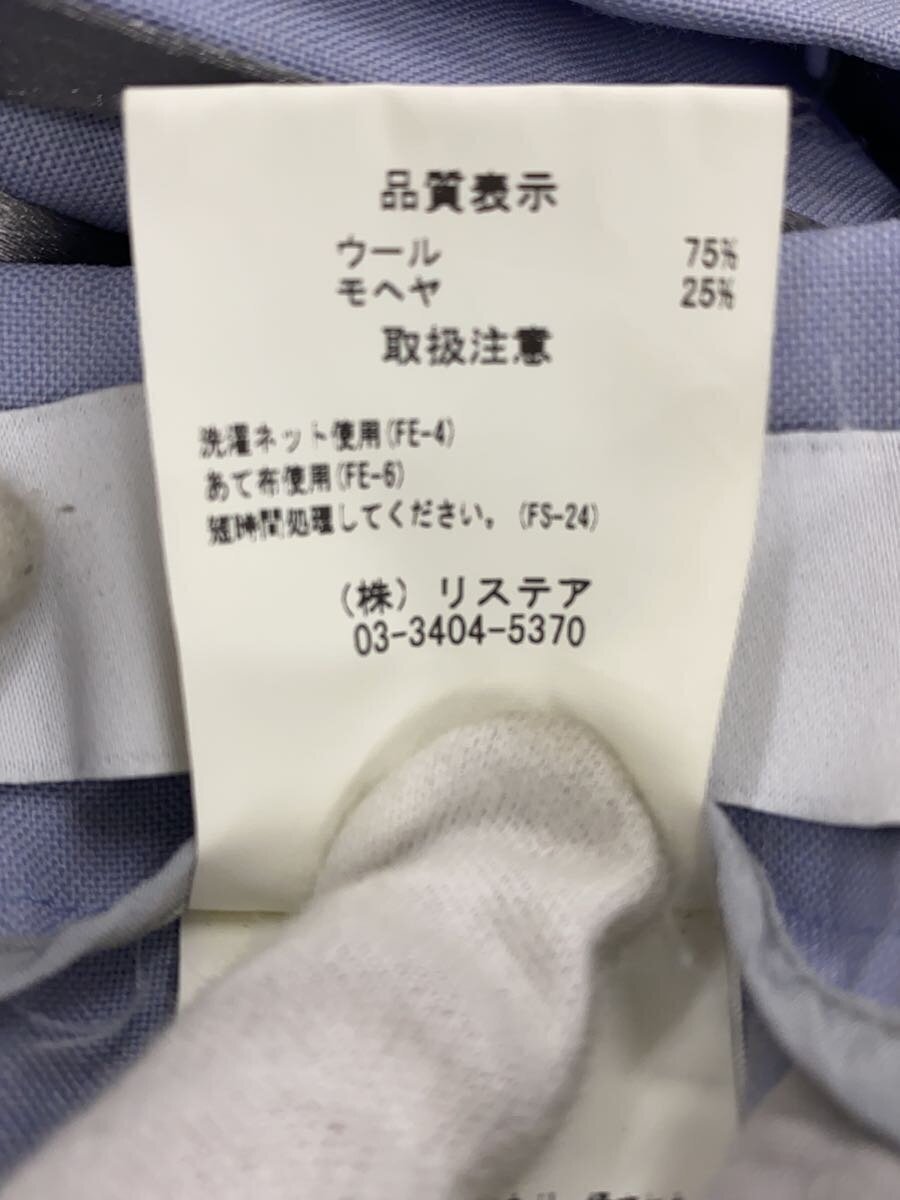 品質表示
ウール 75%
モヘヤ 25%
取扱注意
洗濯ネット使用(FE-4)
あて布使用(FE-6)
短時間処理してください。(FS-24)
(株) リステア
03-3404-5370